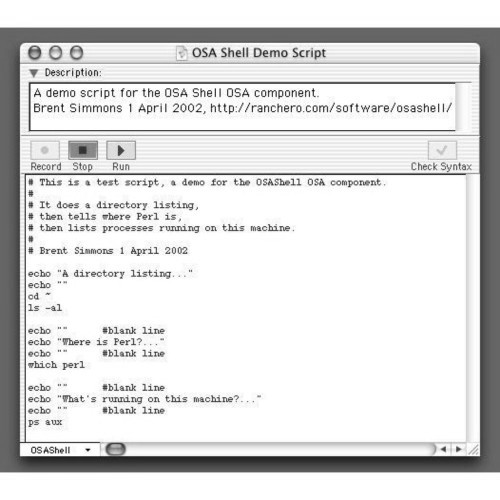 OSA Shell Demo Script
Description:
A demo script for the OSA Shell OSA component.
Brent Simmons 1 April 2002, http://ranchero.com/software/osashell/
Record Stop Run Check Syntax
# This is a test script, a demo for the OSAShell OSA component.
#
# It does a directory listing,
# then tells where Perl is,
# then lists processes running on this machine.
#
# Brent Simmons 1 April 2002
echo "A directory listing..."
echo ""
cd ~
ls -al
echo "" #blank line
echo "Where is Perl?..."
echo "" #blank line
which perl
echo "" #blank line
echo "What's running on this machine?..."
echo "" #blank line
ps aux
OSAShell